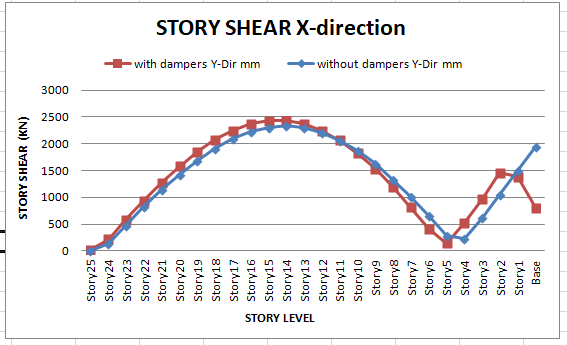 STORY SHEAR X-direction
with dampers Y-Dir mm
without dampers Y-Dir mm
STORY SHEAR (KN)
3000
2500
2000
1500
1000
500
0
Story25
Story24
Story23
Story22
Story21
Story20
Story19
Story18
Story17
Story16
Story15
Story14
Story13
Story12
Story11
Story10
Story9
Story8
Story7
Story6
Story5
Story4
Story3
Story2
Story1
Base
STORY LEVEL